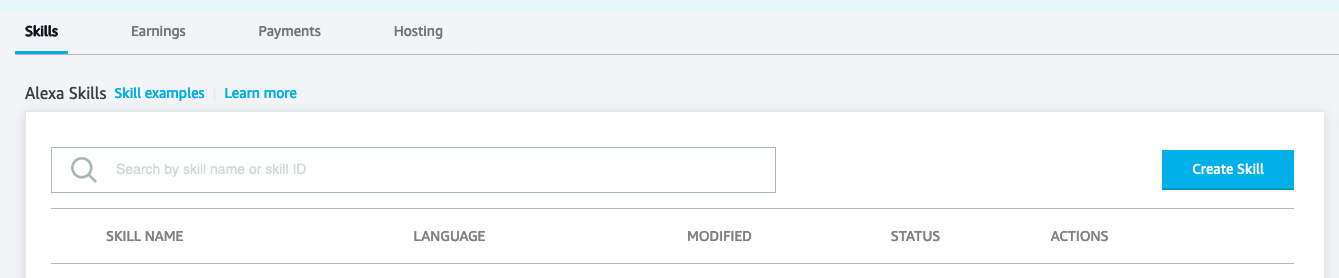 Skills Earnings Payments Hosting
Alexa Skills Skill examples Learn more
Search by skill name or skill ID Create Skill
SKILL NAME LANGUAGE MODIFIED STATUS ACTIONS